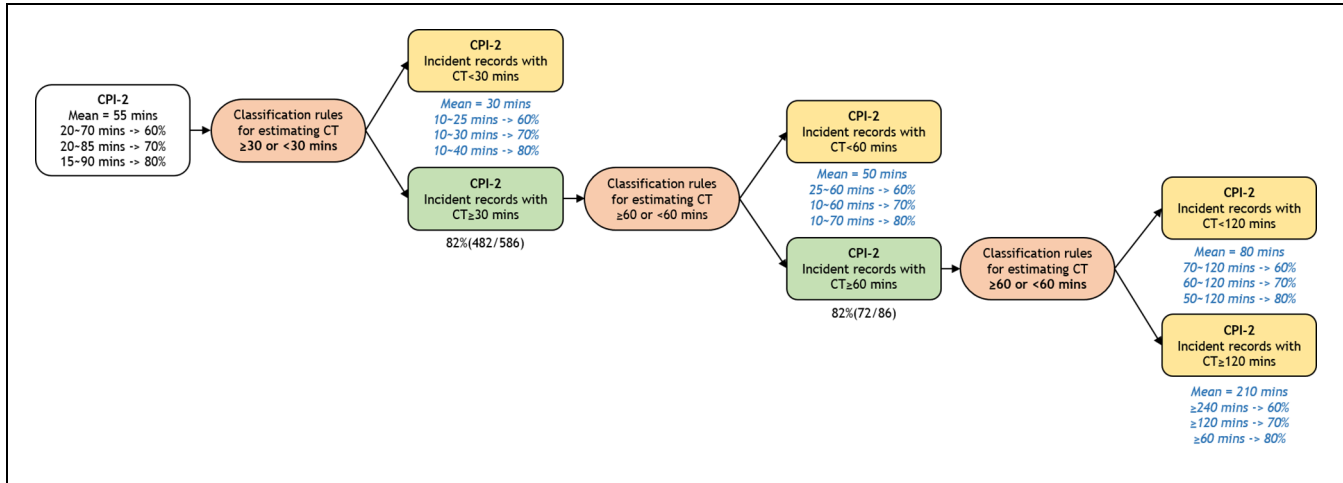 CPI-2
Mean = 55 mins
20~70 mins -> 60%
20~85 mins -> 70%
15~90 mins -> 80%
Classification rules
for estimating CT
≥30 or <30 mins
CPI-2
Incident records with
CT<30 mins
Mean = 30 mins
10~25 mins -> 60%
10~30 mins -> 70%
10~40 mins -> 80%
CPI-2
Incident records with
CT≥30 mins
82%(482/586)
Classification rules
for estimating CT
≥60 or <60 mins
CPI-2
Incident records with
CT<60 mins
Mean = 50 mins
25~60 mins -> 60%
10~60 mins -> 70%
10~70 mins -> 80%
CPI-2
Incident records with
CT≥60 mins
82%(72/86)
Classification rules
for estimating CT
≥60 or <60 mins
CPI-2
Incident records with
CT<120 mins
Mean = 80 mins
70~120 mins -> 60%
60~120 mins -> 70%
50~120 mins -> 80%
CPI-2
Incident records with
CT≥120 mins
Mean = 210 mins
≥240 mins -> 60%
≥120 mins -> 70%
≥60 mins -> 80%